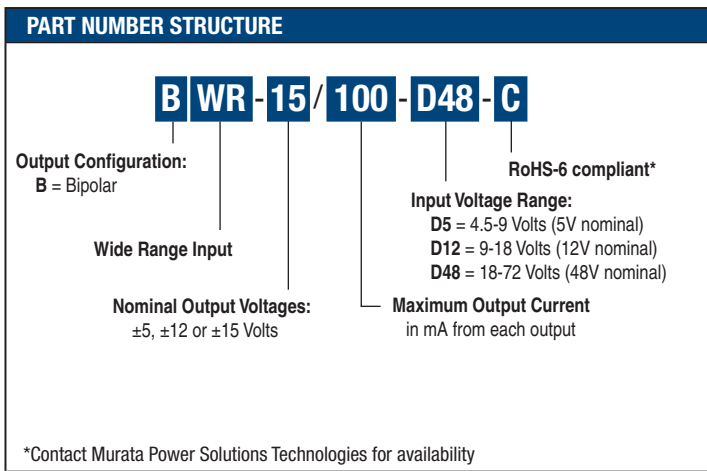 PART NUMBER STRUCTURE
B WR - 15 / 100 - D48 - C
Output Configuration:
B = Bipolar
RoHS-6 compliant*
Input Voltage Range:
D5 = 4.5-9 Volts (5V nominal)
D12 = 9-18 Volts (12V nominal)
D48 = 18-72 Volts (48V nominal)
Wide Range Input
Nominal Output Voltages:
±5, ±12 or ±15 Volts
Maximum Output Current
in mA from each output
*Contact Murata Power Solutions Technologies for availability